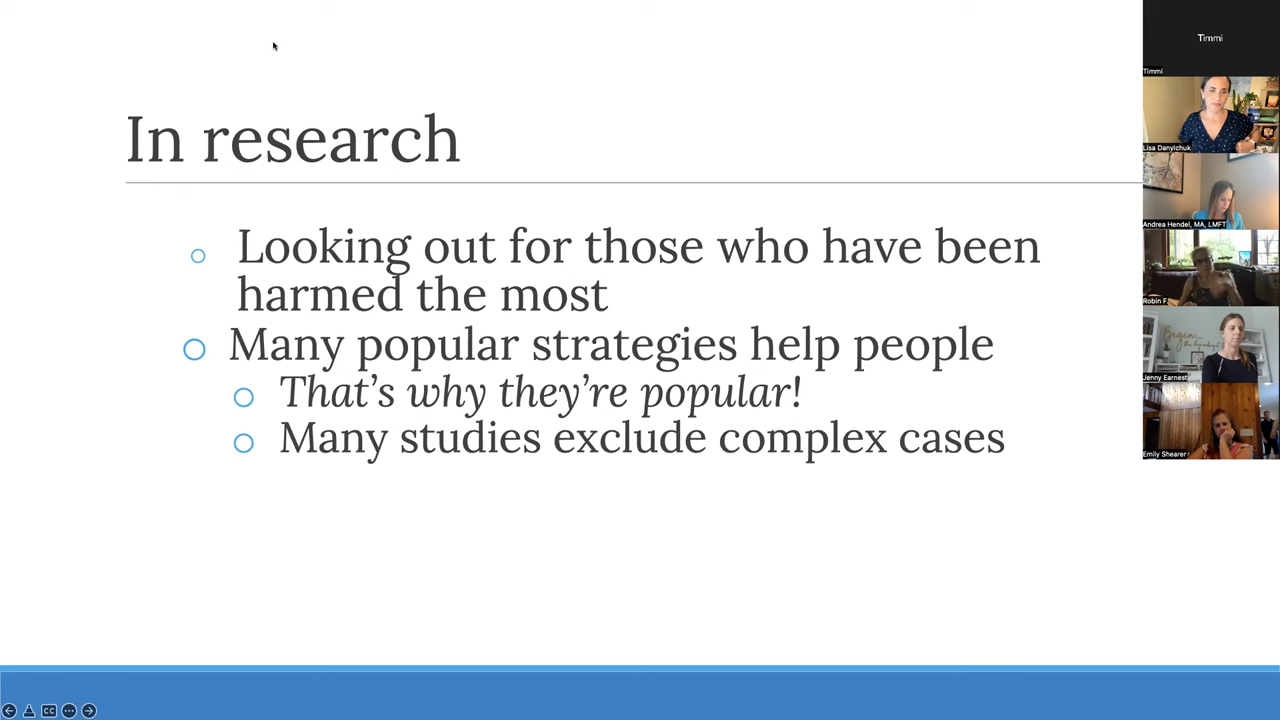 In research
Looking out for those who have been
harmed the most
Many popular strategies help people
That's why they're popular!
Many studies exclude complex cases
Timmi
Timmi
Lisa Danylchuk
Andrea Hendel, MA, LMFT
Robin F.
Jenny Earnest
Emily Shearer
CC